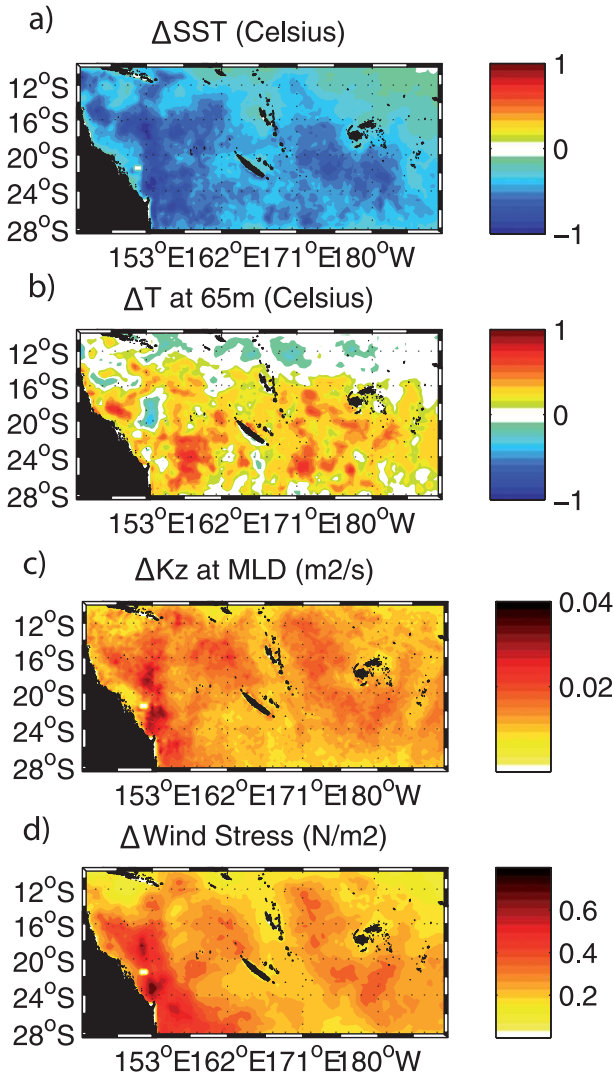 a)
ΔSST (Celsius)
12°S
16°S
20°S
24°S
28°S
153°E162°E171°E180°W
1
0
−1
b)
ΔT at 65m (Celsius)
12°S
16°S
20°S
24°S
28°S
153°E162°E171°E180°W
1
0
−1
c)
ΔKz at MLD (m2/s)
12°S
16°S
20°S
24°S
28°S
153°E162°E171°E180°W
0.04
0.02
d)
ΔWind Stress (N/m2)
12°S
16°S
20°S
24°S
28°S
153°E162°E171°E180°W
0.6
0.4
0.2